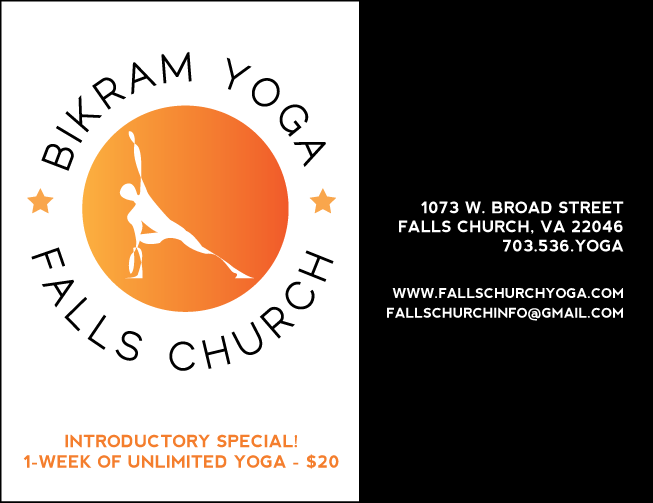 BIKRAM YOGA
FALLS CHURCH
INTRODUCTORY SPECIAL!
1-WEEK OF UNLIMITED YOGA - $20
1073 W. BROAD STREET
FALLS CHURCH, VA 22046
703.536.YOGA
WWW.FALLSCHURCHYOGA.COM
FALLSCHURCHINFO@GMAIL.COM